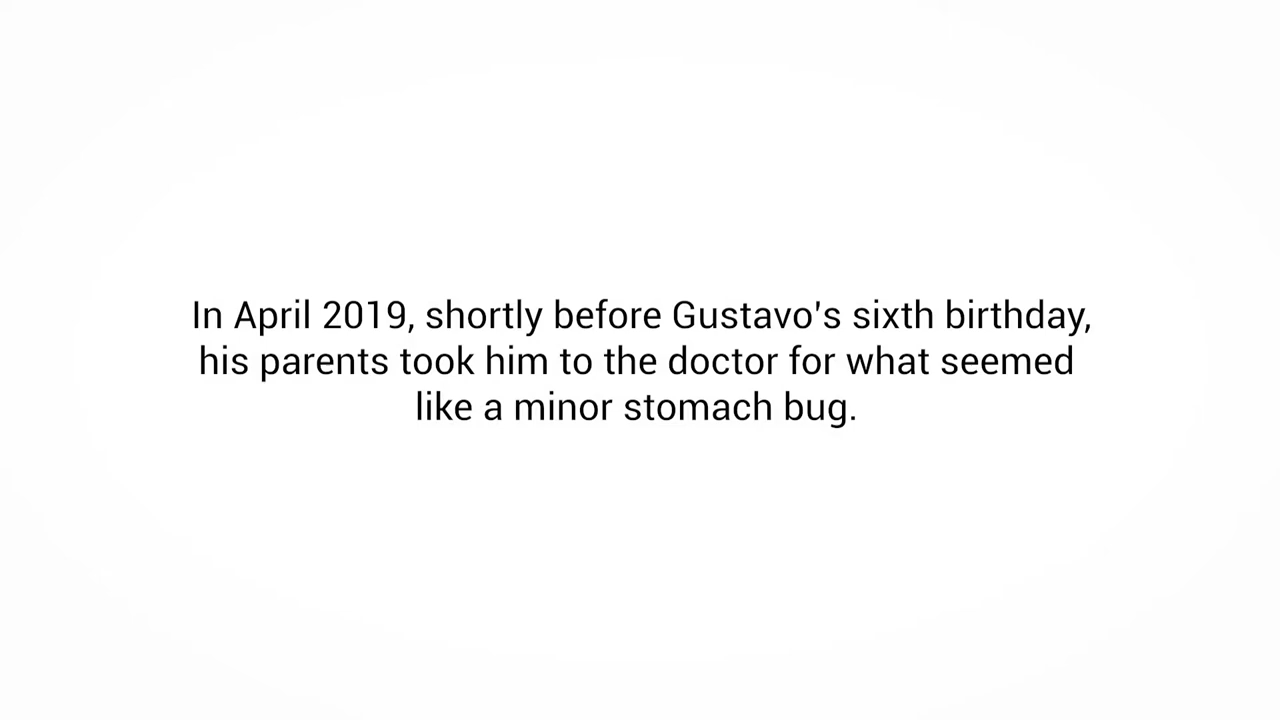 In April 2019, shortly before Gustavo's sixth birthday,
his parents took him to the doctor for what seemed
like a minor stomach bug.